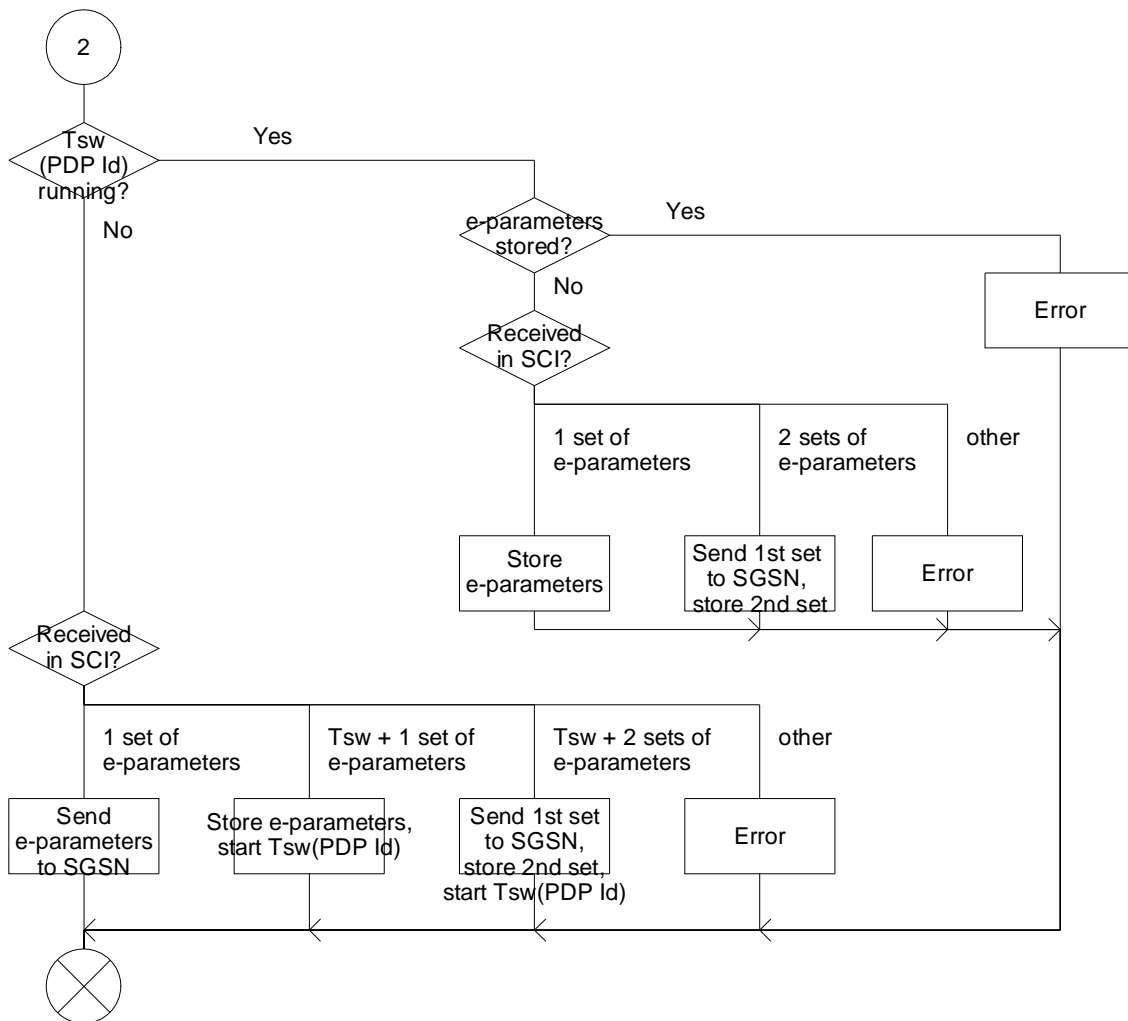 2
Tsw
(PDP Id)
running?
Yes
No
e-parameters
stored?
Yes
No
Error
Received
in SCI?
1 set of
e-parameters
2 sets of
e-parameters
other
Store
e-parameters
Send 1st set
to SGSN,
store 2nd set
Error
Received
in SCI?
1 set of
e-parameters
Tsw + 1 set of
e-parameters
Tsw + 2 sets of
e-parameters
other
Send
e-parameters
to SGSN
Store e-parameters,
start Tsw(PDP Id)
Send 1st set
to SGSN,
store 2nd set,
start Tsw(PDP Id)
Error